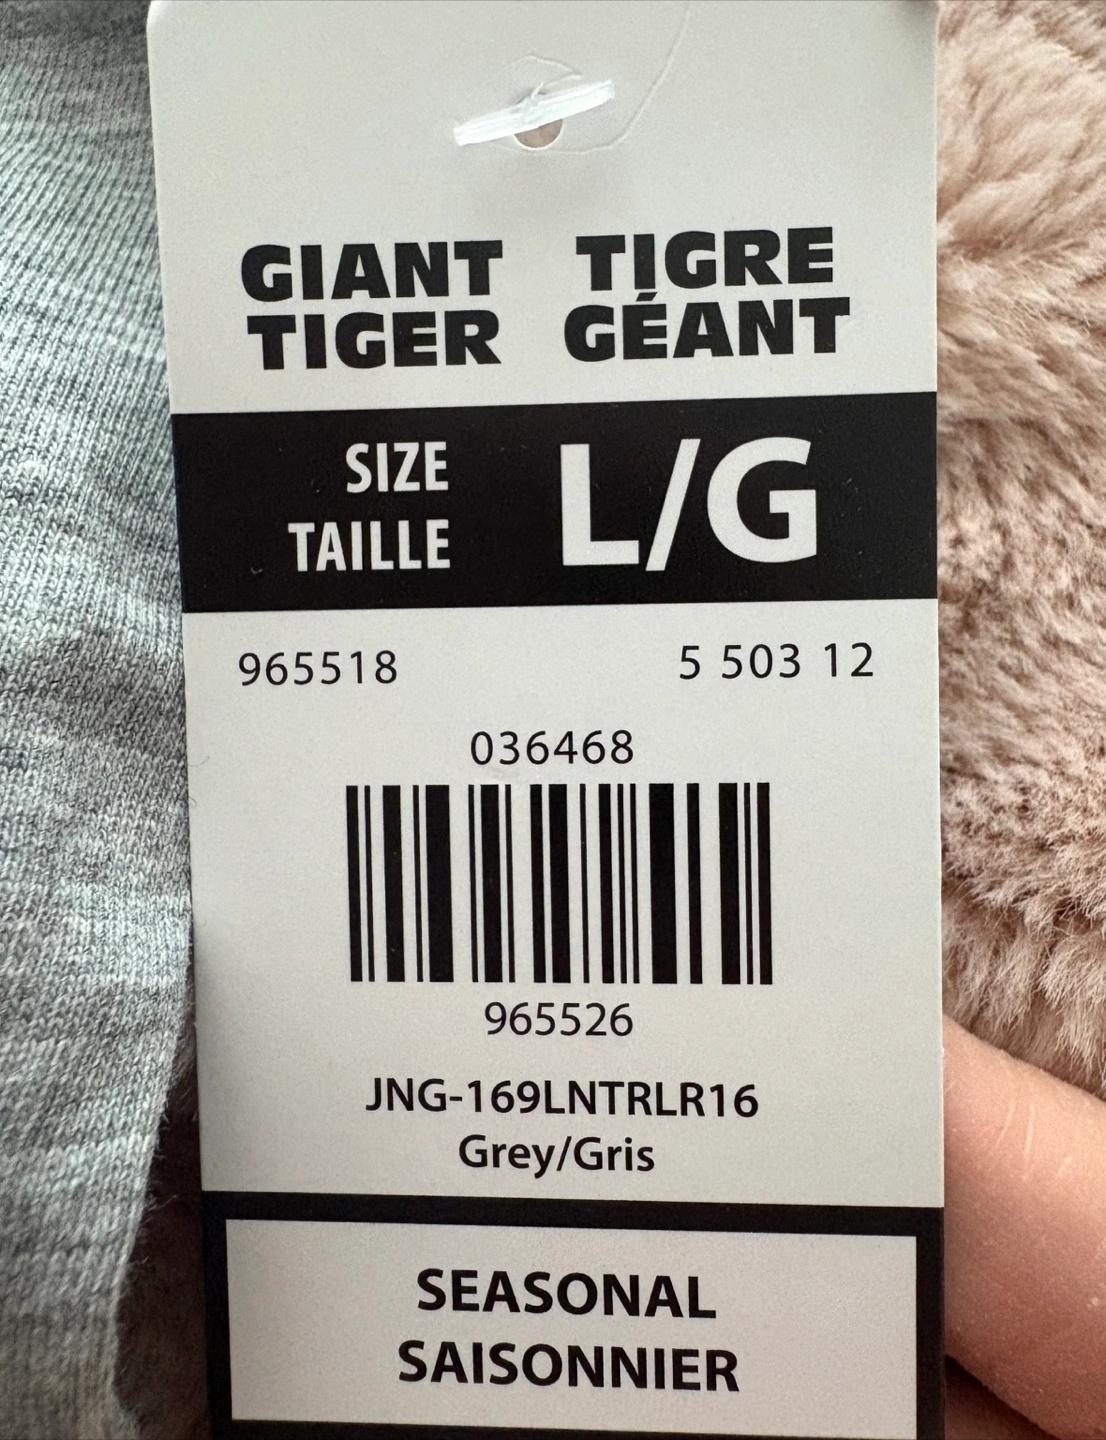 GIANT TIGER
TIGRE GÉANT
SIZE
TAILLE
L/G
965518 5 503 12
036468
965526
JNG-169LNTRLR16
Grey/Gris
SEASONAL
SAISONNIER